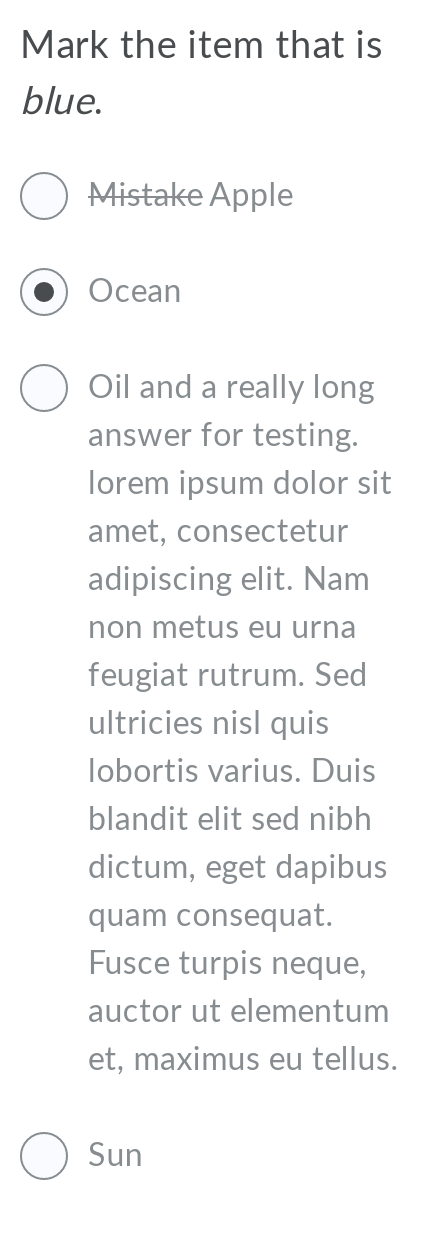 Mark the item that is
blue.
Mistake Apple
Ocean
Oil and a really long
answer for testing.
lorem ipsum dolor sit
amet, consectetur
adipiscing elit. Nam
non metus eu urna
feugiat rutrum. Sed
ultricies nisl quis
lobortis varius. Duis
blandit elit sed nibh
dictum, eget dapibus
quam consequat.
Fusce turpis neque,
auctor ut elementum
et, maximus eu tellus.
Sun